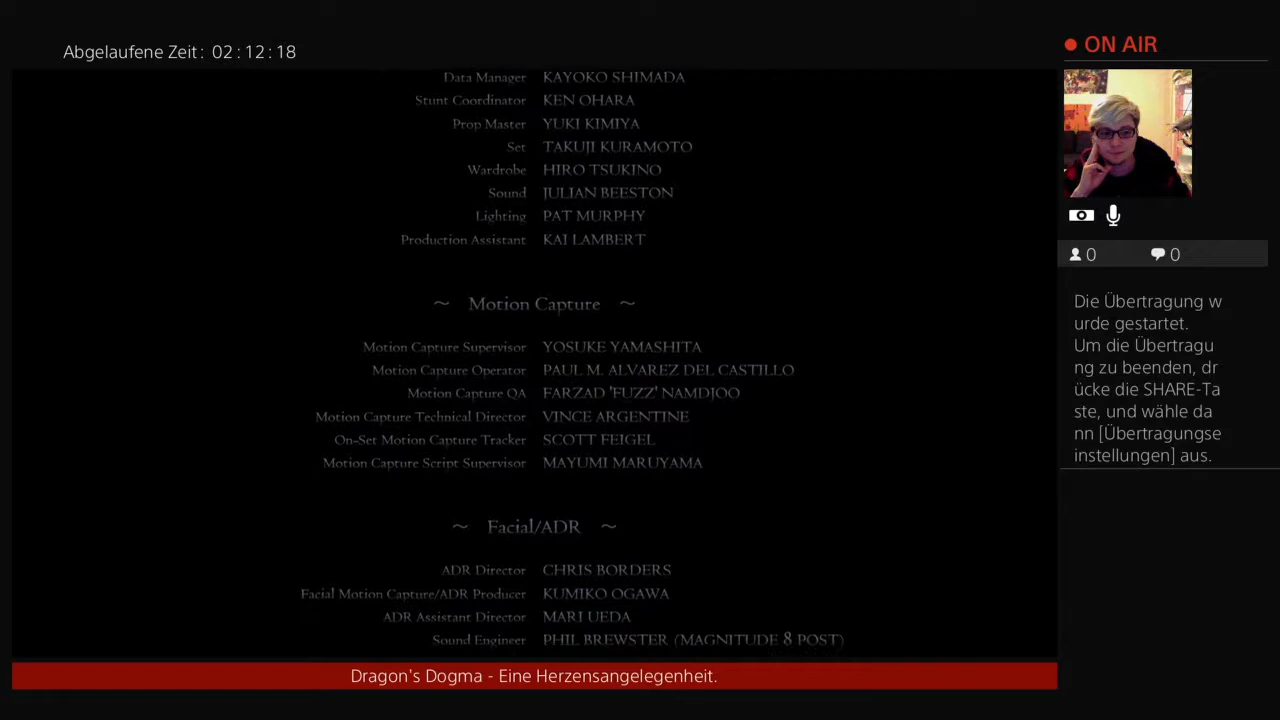 Abgelaufene Zeit: 02:12:18
ON AIR
Data Manager KAYOKO SHIMADA
Stunt Coordinator KEN OHARA
Prop Master YUKI KIMIYA
Set TAKUJI KURAMOTO
Wardrobe HIRO TSUKINO
Sound JULIAN BEESTON
Lighting PAT MURPHY
Production Assistant KAI LAMBERT
~ Motion Capture ~
Motion Capture Supervisor YOSUKE YAMASHITA
Motion Capture Operator PAUL M. ALVAREZ DEL CASTILLO
Motion Capture QA FARZAD 'FUZZ' NAMDJOO
Motion Capture Technical Director VINCE ARGENTINE
On-Set Motion Capture Tracker SCOTT FEIGEL
Motion Capture Script Supervisor MAYUMI MARUYAMA
~ Facial/ADR ~
ADR Director CHRIS BORDERS
Facial Motion Capture/ADR Producer KUMIKO OGAWA
ADR Assistant Director MARI UEDA
Sound Engineer PHIL BREWSTER (MAGNITUDE 8 POST)
Dragon's Dogma - Eine Herzensangelegenheit.
0 0
Die Übertragung w
urde gestartet.
Um die Übertragu
ng zu beenden, dr
ücke die SHARE-Ta
ste, und wähle da
nn [Übertragungse
instellungen] aus.